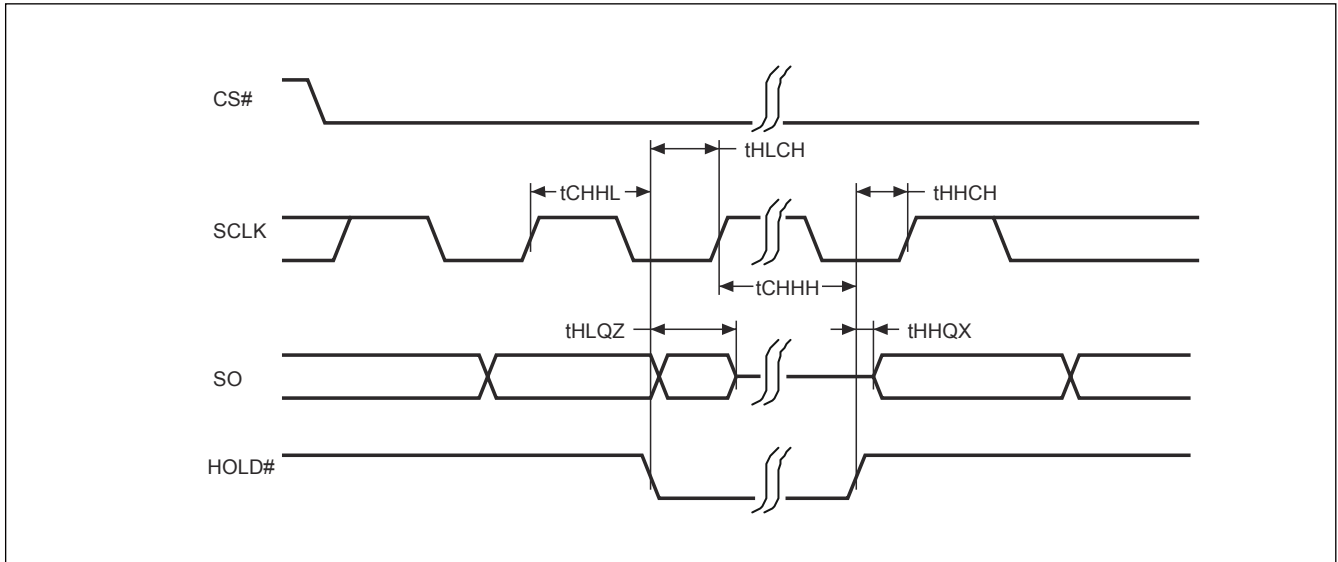 CS#
tHLCH
tCHHL
tHHCH
SCLK
tCHHH
tHLQZ
tHHQX
SO
HOLD#